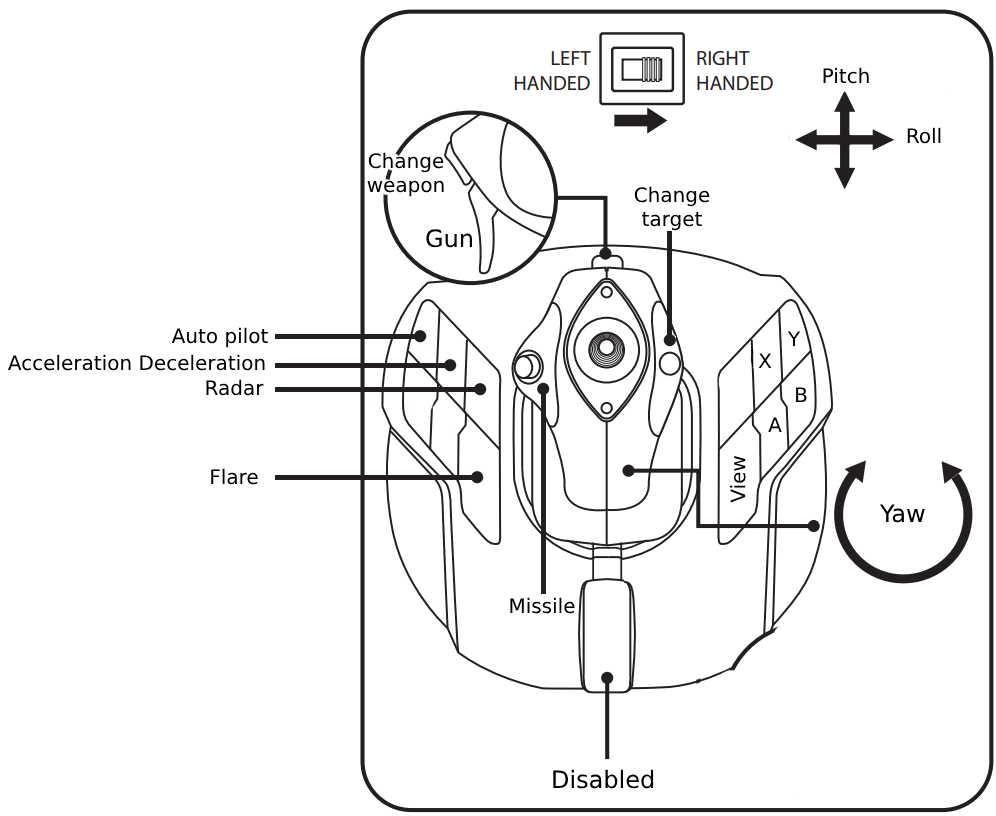 LEFT
HANDED
RIGHT
HANDED
Pitch
Roll
Change
weapon
Gun
Change
target
Auto pilot
Acceleration Deceleration
Radar
Flare
Y
X
B
A
View
Yaw
Missile
Disabled